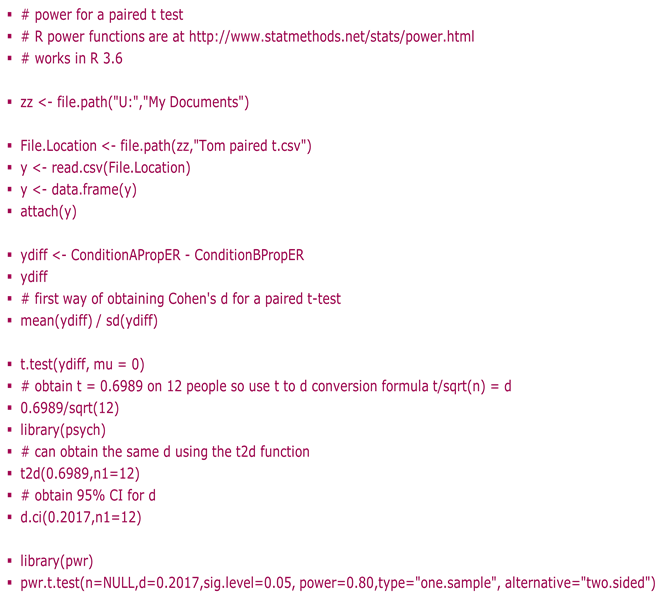 ▪ # power for a paired t test
▪ # R power functions are at http://www.statmethods.net/stats/power.html
▪ # works in R 3.6
▪ zz <- file.path("U:","My Documents")
▪ File.Location <- file.path(zz,"Tom paired t.csv")
▪ y <- read.csv(File.Location)
▪ y <- data.frame(y)
▪ attach(y)
▪ ydiff <- ConditionAPropER - ConditionBPropER
▪ ydiff
▪ # first way of obtaining Cohen's d for a paired t-test
▪ mean(ydiff) / sd(ydiff)
▪ t.test(ydiff, mu = 0)
▪ # obtain t = 0.6989 on 12 people so use t to d conversion formula t/sqrt(n) = d
▪ 0.6989/sqrt(12)
▪ library(psych)
▪ # can obtain the same d using the t2d function
▪ t2d(0.6989,n1=12)
▪ # obtain 95% CI for d
▪ d.ci(0.2017,n1=12)
▪ library(pwr)
▪ pwr.t.test(n=NULL,d=0.2017,sig.level=0.05, power=0.80,type="one.sample", alternative="two.sided")